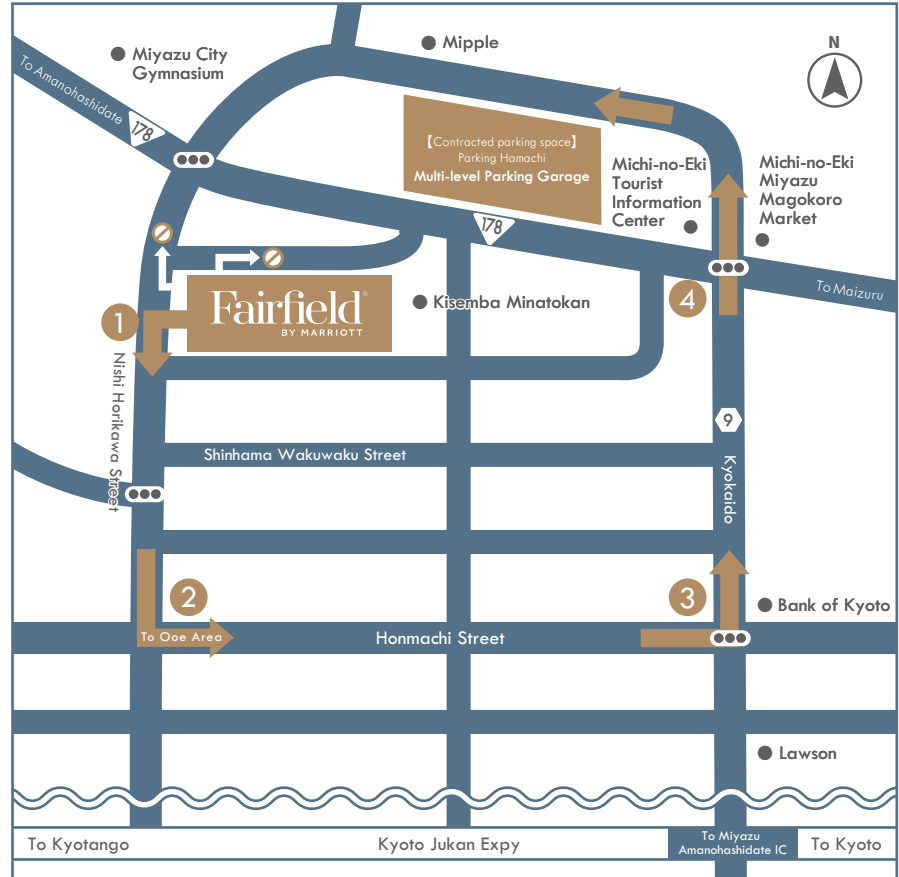 Miyazu City
Gymnasium
Mipple
N
To Amanohashidate
178
【Contracted parking space】
Parking Hamachi
Multi-level Parking Garage
Michi-no-Eki
Tourist
Information
Center
Michi-no-Eki
Miyazu
Magokoro
Market
178
To Maizuru
Fairfield®
BY MARRIOTT
Kisemba Minatokan
1
4
Nishi Horikawa Street
9
Kyokaido
Shinhama Wakuwaku Street
2
3
Bank of Kyoto
To Ooe Area
Honmachi Street
Lawson
To Kyotango
Kyoto Jukan Expy
To Miyazu
Amanohashidate IC
To Kyoto